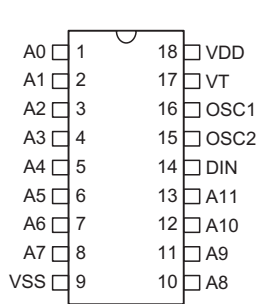 A0 1 18 VDD
A1 2 17 VT
A2 3 16 OSC1
A3 4 15 OSC2
A4 5 14 DIN
A5 6 13 A11
A6 7 12 A10
A7 8 11 A9
VSS 9 10 A8